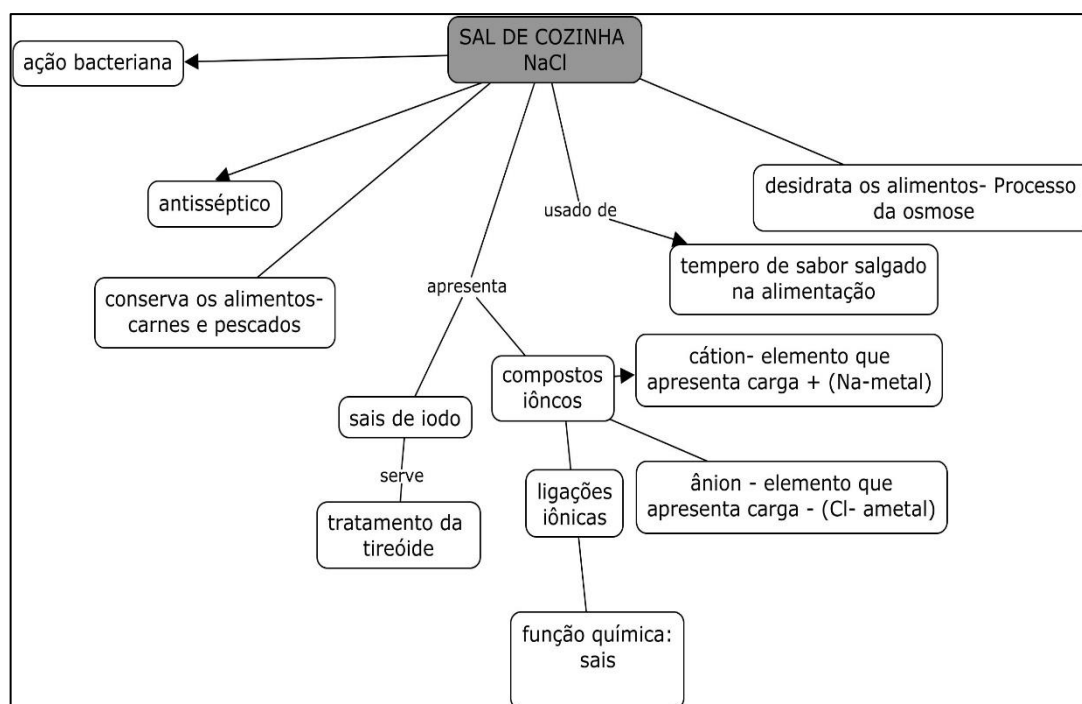 SAL DE COZINHA
NaCl
ação bacteriana
antisséptico
desidrata os alimentos- Processo
da osmose
usado de
tempero de sabor salgado
na alimentação
conserva os alimentos-
carnes e pescados
apresenta
compostos
iôncos
cátion- elemento que
apresenta carga + (Na-metal)
sais de iodo
serve
tratamento da
tireóide
ligações
iônicas
ânion - elemento que
apresenta carga - (Cl- ametal)
função química:
sais